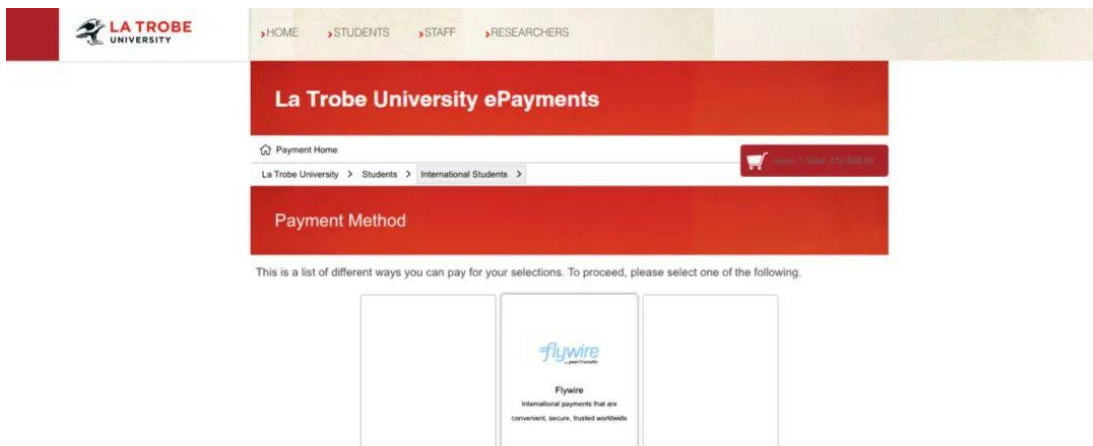 LA TROBE
UNIVERSITY
HOME STUDENTS STAFF RESEARCHERS
La Trobe University ePayments
Payment Home
La Trobe University > Students > International Students >
Payment Method
This is a list of different ways you can pay for your selections. To proceed, please select one of the following.
flywire
Flywire
International payments that are
convenient, secure, trusted worldwide